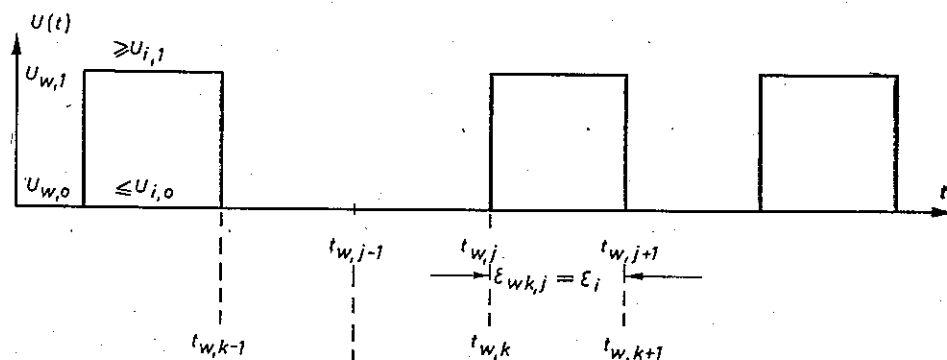 U(t)
≥U_{i,1}
U_{w,1}
U_{w,0} ≤U_{i,0} t
t_{w,j-1} t_{w,j} t_{w,j+1}
ε_{wk,j} = ε_i
t_{w,k-1} t_{w,k} t_{w,k+1}